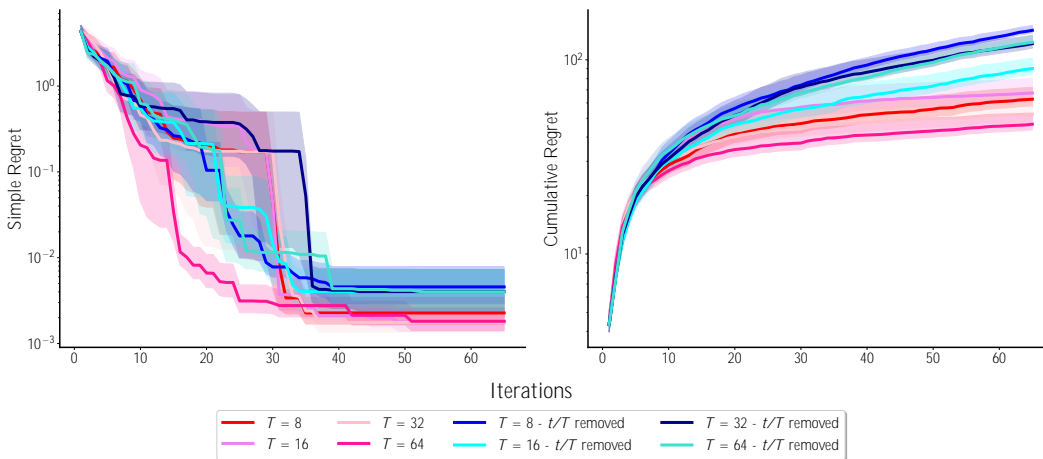 Simple Regret
10⁰
10⁻¹
10⁻²
10⁻³
0 10 20 30 40 50 60
Cumulative Regret
10²
10¹
0 10 20 30 40 50 60
Iterations
T = 8 T = 32 T = 8 - t/T removed T = 32 - t/T removed
T = 16 T = 64 T = 16 - t/T removed T = 64 - t/T removed